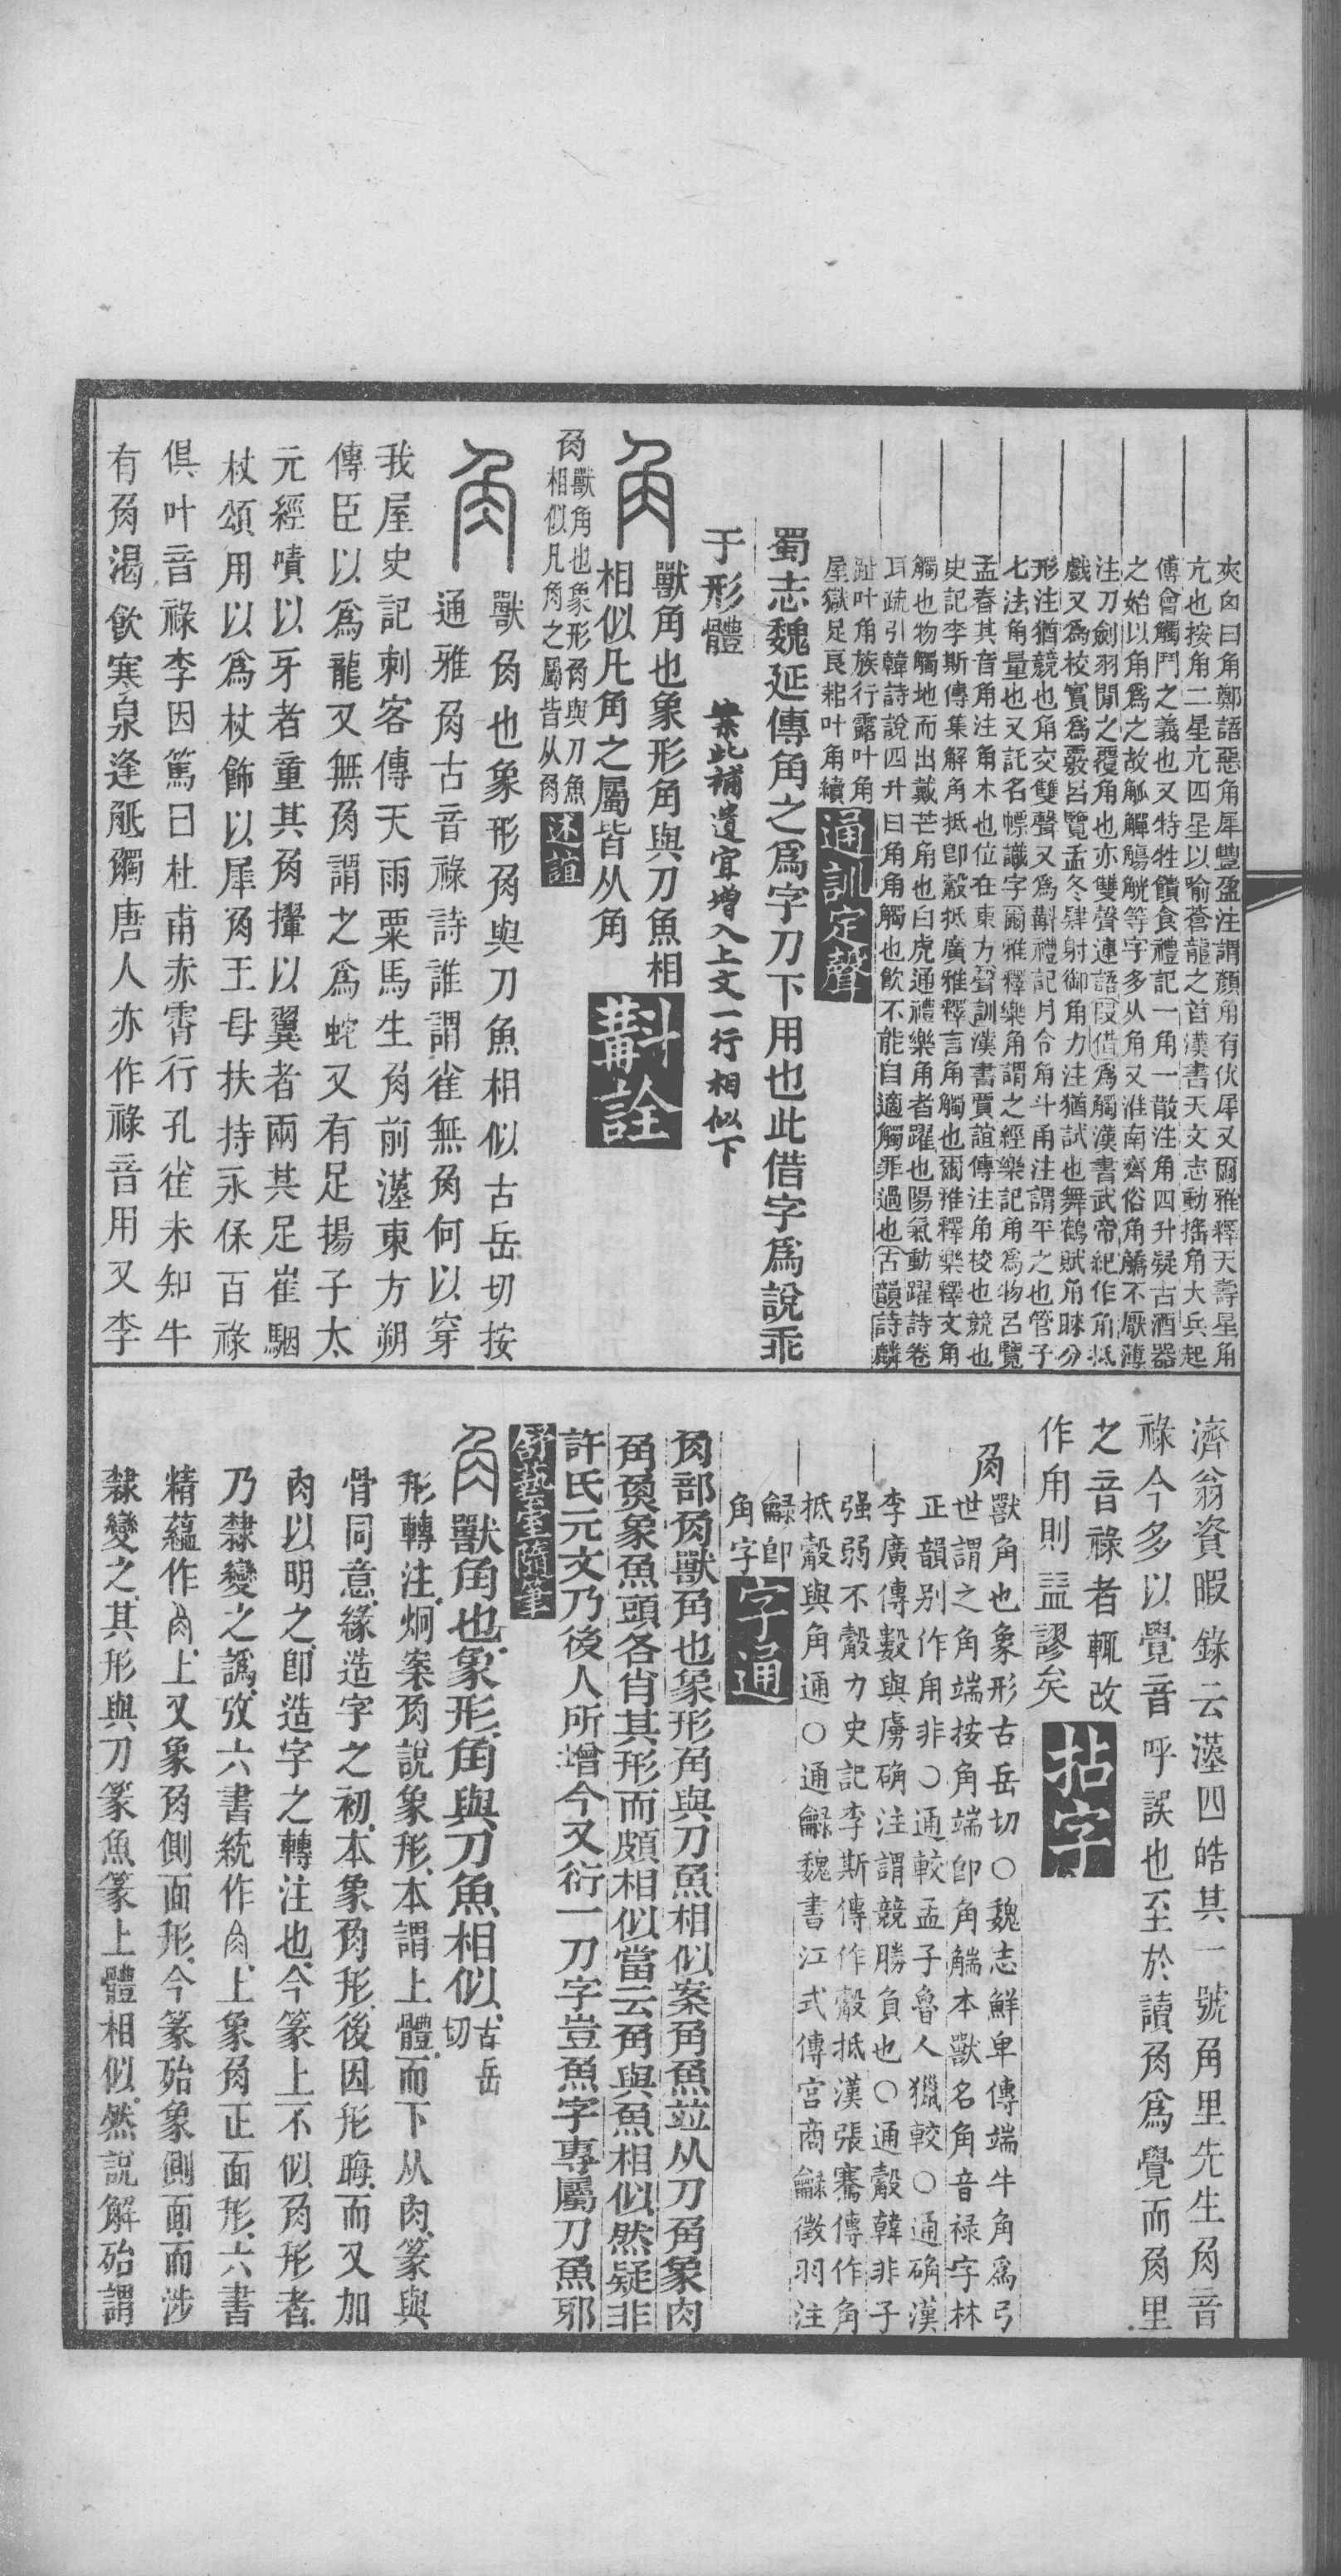 夾囟曰角鄭語惡角犀豐盈注謂顏角有伏犀又爾雅釋天壽星角
亢也按角二星亢四星以喻蒼龍之首漢書天文志動搖角大兵起
傅會觸鬥之義也又特牲饋食禮記一角一散注角四升疑古酒器
之始以角爲之故觚觶觴觥等字多从角又淮南齊俗角觿不厭薄
注刀劍羽閒之覆角也亦雙聲連語叚借爲觸漢書武帝紀作角抵
戲又爲校實爲覈呂覽孟冬肄射御角力注猶試也舞鶴賦角睞分
形注猶競也角交雙聲又爲斠禮記月令角斗甬注謂平之也管子
七法角量也又託名幖識字爾雅釋樂角謂之經樂記角爲物呂覽
孟春其音角注角木也位在東方聲訓漢書賈誼傳注角校也競也
史記李斯傳集解角抵卽觳抵廣雅釋言角觸也爾雅釋樂釋文角
觸也物觸地而出戴芒角也白虎通禮樂角者躍也陽氣動躍詩卷
耳疏引韓詩說四升曰角角觸也飲不能自適觸罪過也古韻詩麟
趾叶角族行露叶角
屋獄足良耜叶角續
通訓定聲
蜀志魏延傳角之爲字刀下用也此借字爲說乖
于形體 案此補遺宜增入上文一行相似下
角 獸角也象形角與刀魚相
相似凡角之屬皆从角 斠詮
角 獸角也象形角與刀魚
相似凡角之屬皆从角 述誼
角 獸角也象形角與刀魚相似古岳切按
通雅角古音祿詩誰謂雀無角何以穿
我屋史記刺客傳天雨粟馬生角前漢東方朔
傳臣以爲龍又無角謂之爲蛇又有足揚子太
元經嘖以牙者童其角㩻以翼者兩其足崔駰
杖頌用以爲杖飾以犀角王母扶持永保百祿
俱叶音祿李因篤曰杜甫赤霄行孔雀未知牛
有角渴飲寒泉逢觝觸唐人亦作祿音用又李
濟翁資暇錄云漢四皓其一號角里先生角音
祿今多以覺音呼誤也至於讀角爲覺而角里
之音祿者輒改
作甪則益謬矣 拈字
角 獸角也象形古岳切○魏志鮮卑傳端牛角爲弓
世謂之角端按角端卽角觿本獸名角音祿字林
正韻别作甪非○通較孟子魯人獵較○通确漢
李廣傳數與虜确注謂競勝負也○通觳韓非子
强弱不觳力史記李斯傳作觳抵漢張騫傳作角
抵觳與角通○通龣魏書江式傳宮商龣徵羽注
龣卽
角字 字通
角部角獸角也象形角與刀魚相似案角魚竝从刀角象肉
角奐象魚頭各肖其形而頗相似當云角與魚相似然疑非
許氏元文乃後人所增今又衍一刀字豈魚字專屬刀魚邪
舒蓺室隨筆
角 獸角也象形角與刀魚相似古岳切
形轉注炯案角說象形本謂上體而下从肉篆與
骨同意緣造字之初本象角形後因形晦而又加
肉以明之卽造字之轉注也今篆上不似角形者
乃隸變之譌攷六書統作角上象角正面形六書
精蘊作角上又象角側面形今篆殆象側面而涉
隸變之其形與刀篆魚篆上體相似然説解殆謂